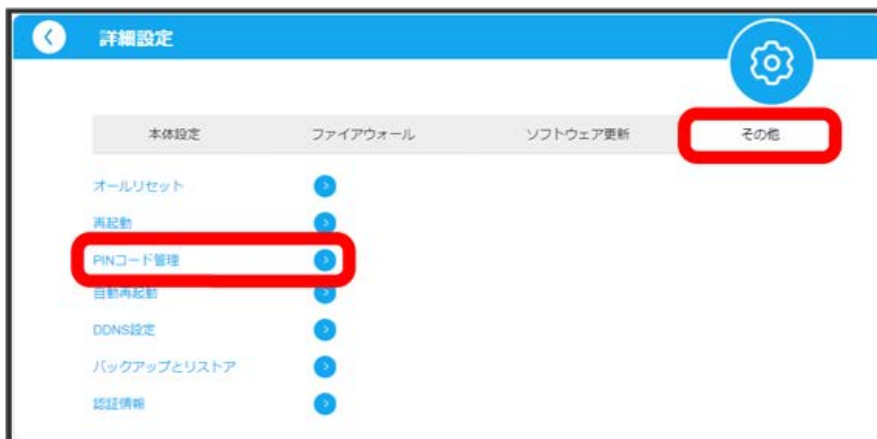 詳細設定
本体設定 ファイアウォール ソフトウェア更新 その他
オールリセット
再起動
PINコード管理
自動再起動
DDNS設定
バックアップとリストア
認証情報